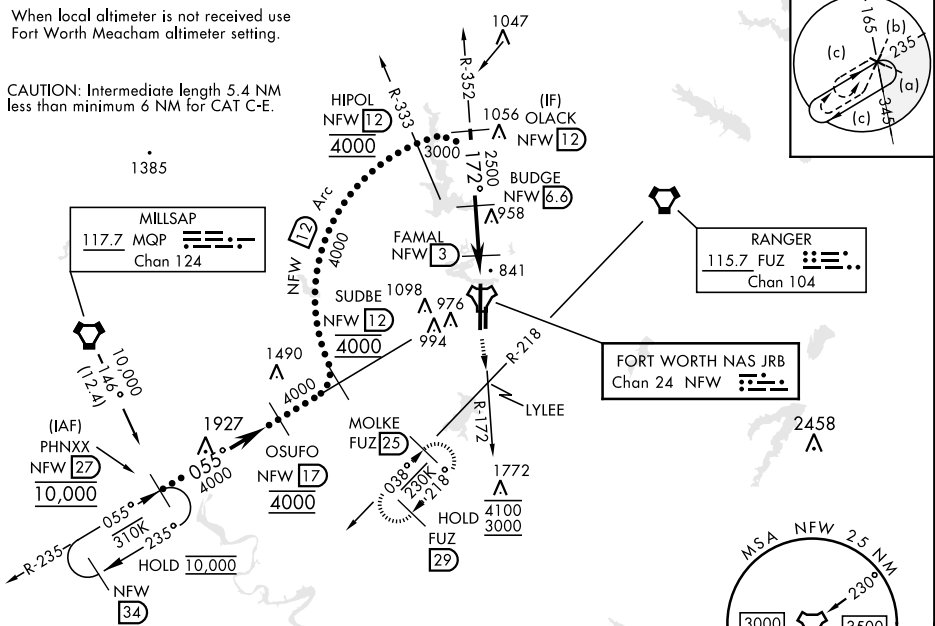 When local altimeter is not received use
Fort Worth Meacham altimeter setting.
CAUTION: Intermediate length 5.4 NM
less than minimum 6 NM for CAT C-E.
1385
1047
R-352
R-333
HIPOL
NFW 12
4000
3000
1056
(IF)
OLACK
NFW 12
2500
172°
BUDGE
NFW 6.6
958
165
(b)
235
(c)
(a)
(c)
345
MILLSAP
117.7 MQP
Chan 124
NFW 12 Arc
4000
FAMAL
NFW 3
841
RANGER
115.7 FUZ
Chan 104
SUDBE
NFW 12
4000
1098
976
994
R-218
FORT WORTH NAS JRB
Chan 24 NFW
10,000
146°
(12.4)
1490
4000
LYLEE
R-172
2458
(IAF)
PHNXX
NFW 27
10,000
1927
055°
4000
OSUFO
NFW 17
4000
MOLKE
FUZ 25
038°
230K
218°
1772
HOLD 4100
3000
FUZ
29
055°
310K
235°
R-235
HOLD 10,000
NFW
34
MSA NFW 25 NM
230°
3000
3500